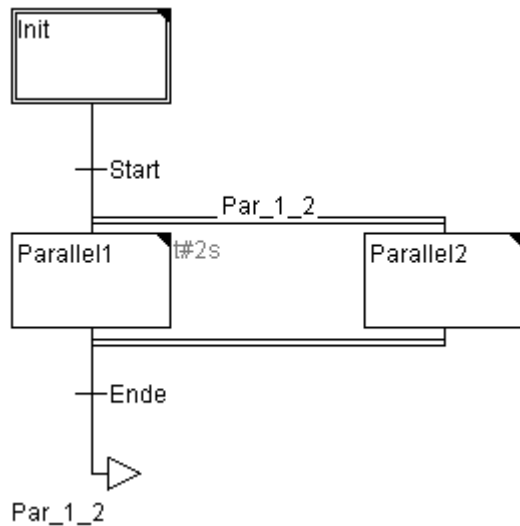 Init
Start
Par_1_2
Parallel1 t#2s Parallel2
Ende
Par_1_2